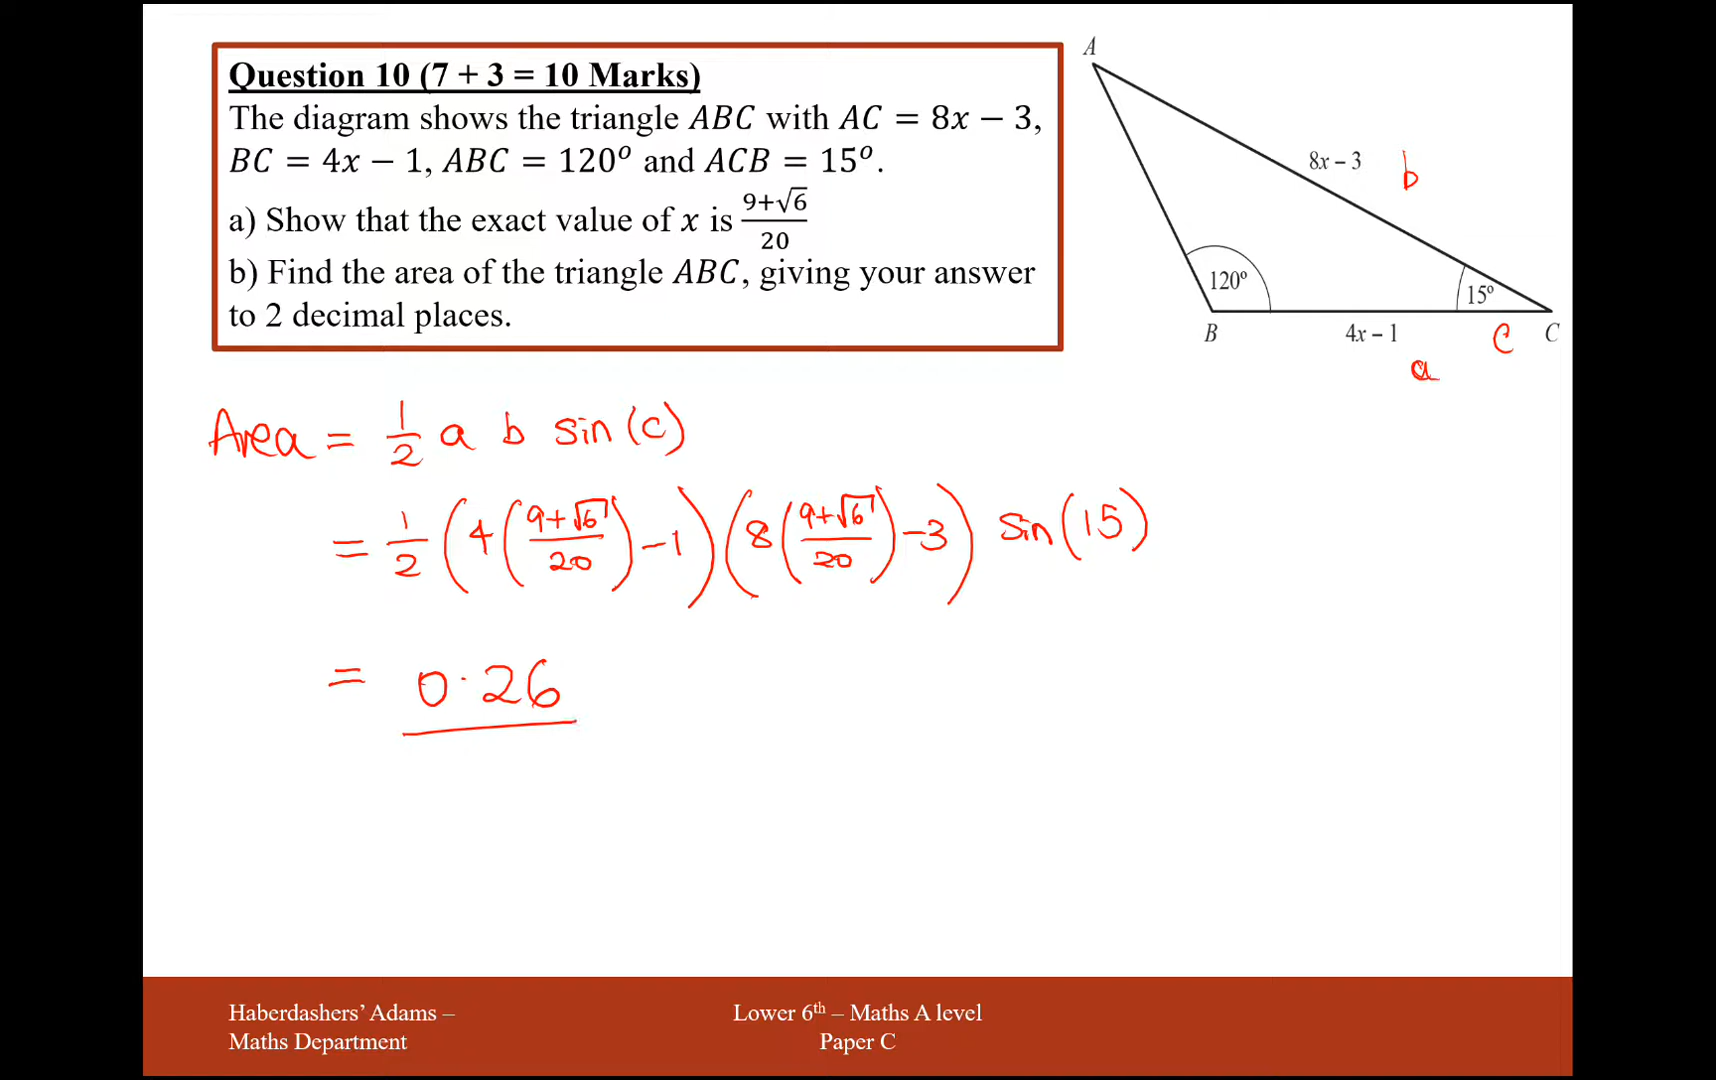 Question 10 (7 + 3 = 10 Marks)
The diagram shows the triangle ABC with AC = 8x − 3,
BC = 4x − 1, ABC = 120° and ACB = 15°.
a) Show that the exact value of x is (9+√6)/20
b) Find the area of the triangle ABC, giving your answer
to 2 decimal places.
A
8x – 3 b
120º
15º
B 4x – 1 C C
a
Area = 1/2 a b sin(c)
= 1/2 (4((9+√6)/20) −1)(8((9+√6)/20) −3) sin(15)
= 0.26
Haberdashers’ Adams –
Maths Department
Lower 6th – Maths A level
Paper C